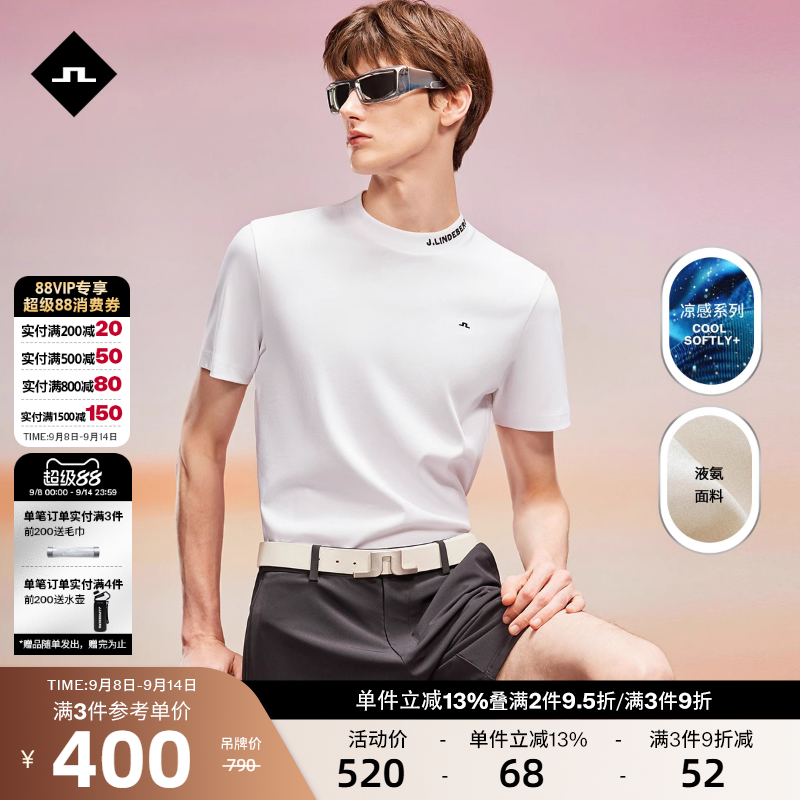 J.LINDEBER
88VIP专享
超级88消费券
实付满200减20
实付满500减50
实付满800减80
实付满1500减150
TIME:9月8日-9月14日
超级88
9/8 00:00 - 9/14 23:59
单笔订单实付满3件
前200送毛巾
单笔订单实付满4件
前200送水壶
*赠品随单发出，赠完为止
凉感系列
COOL
SOFTLY+
液氨
面料
TIME:9月8日-9月14日
满3件参考单价
¥400
吊牌价
790
单件立减13%叠满2件9.5折/满3件9折
活动价 - 单件立减13% - 满3件9折减
520 - 68 - 52